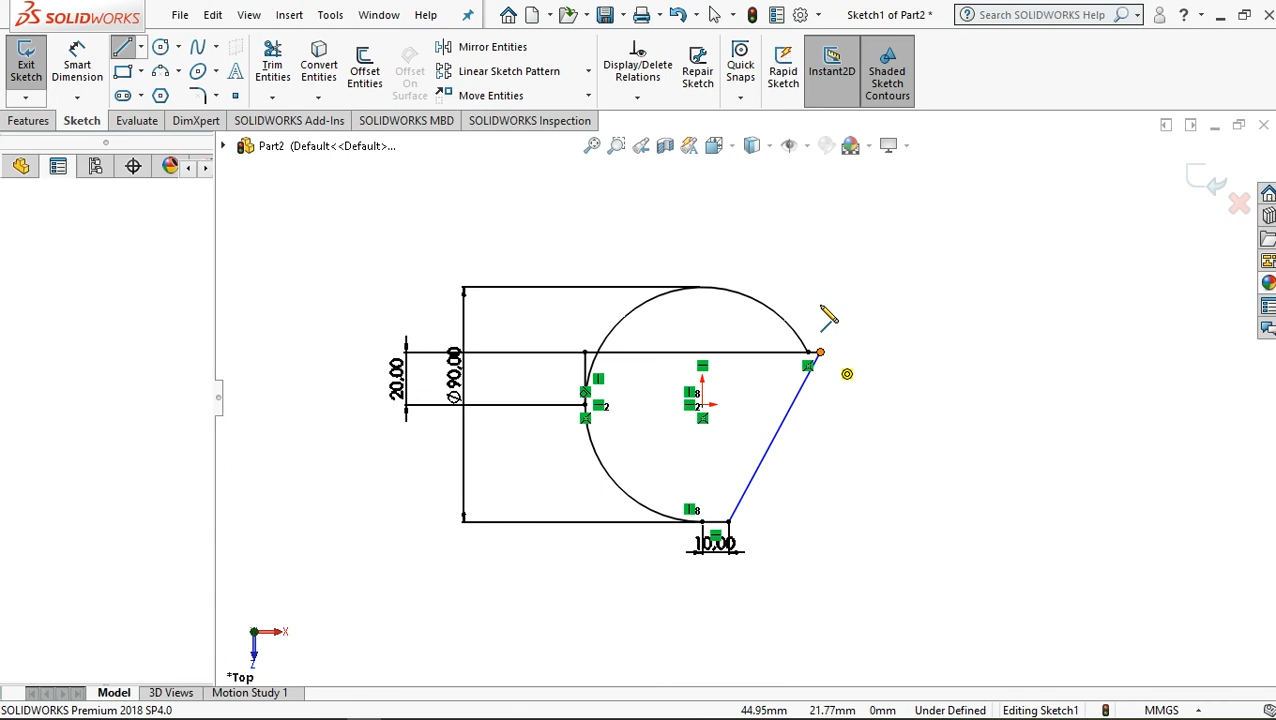 SOLIDWORKS File Edit View Insert Tools Window Help Sketch1 of Part2 * Search SOLIDWORKS Help
Exit Sketch
Smart Dimension
Trim Entities
Convert Entities
Offset Entities
Offset On Surface
Mirror Entities
Linear Sketch Pattern
Move Entities
Display/Delete Relations
Repair Sketch
Quick Snaps
Rapid Sketch
Instant2D
Shaded Sketch Contours
Features Sketch Evaluate DimXpert SOLIDWORKS Add-Ins SOLIDWORKS MBD SOLIDWORKS Inspection
Part2 (Default<<Default>...
20,00
∅ 90,00
8
2
2
8
10,00
X
Z
*Top
Model 3D Views Motion Study 1
SOLIDWORKS Premium 2018 SP4.0 44.95mm 21.77mm 0mm Under Defined Editing Sketch1 MMGS